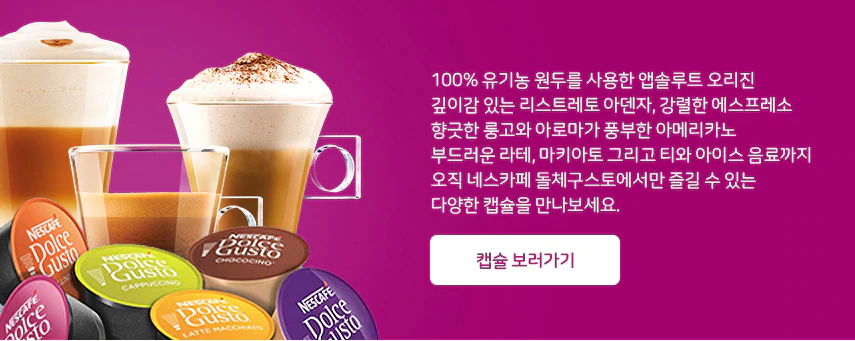 100% 유기농 원두를 사용한 앱솔루트 오리진
깊이감 있는 리스트레토 아덴자, 강렬한 에스프레소
향긋한 룽고와 아로마가 풍부한 아메리카노
부드러운 라테, 마키아토 그리고 티와 아이스 음료까지
오직 네스카페 돌체구스토에서만 즐길 수 있는
다양한 캡슐을 만나보세요.
캡슐 보러가기
NESCAFÉ
Dolce
Gusto
NESCAFÉ
Dolce
Gusto
CHOCOCINO
NESCAFÉ
Dolce
Gusto
CAPPUCCINO
NESCAFÉ
Dolce
Gusto
LATTE MACCHIATO
NESCAFÉ
Dolce
Gusto
NESCAFÉ